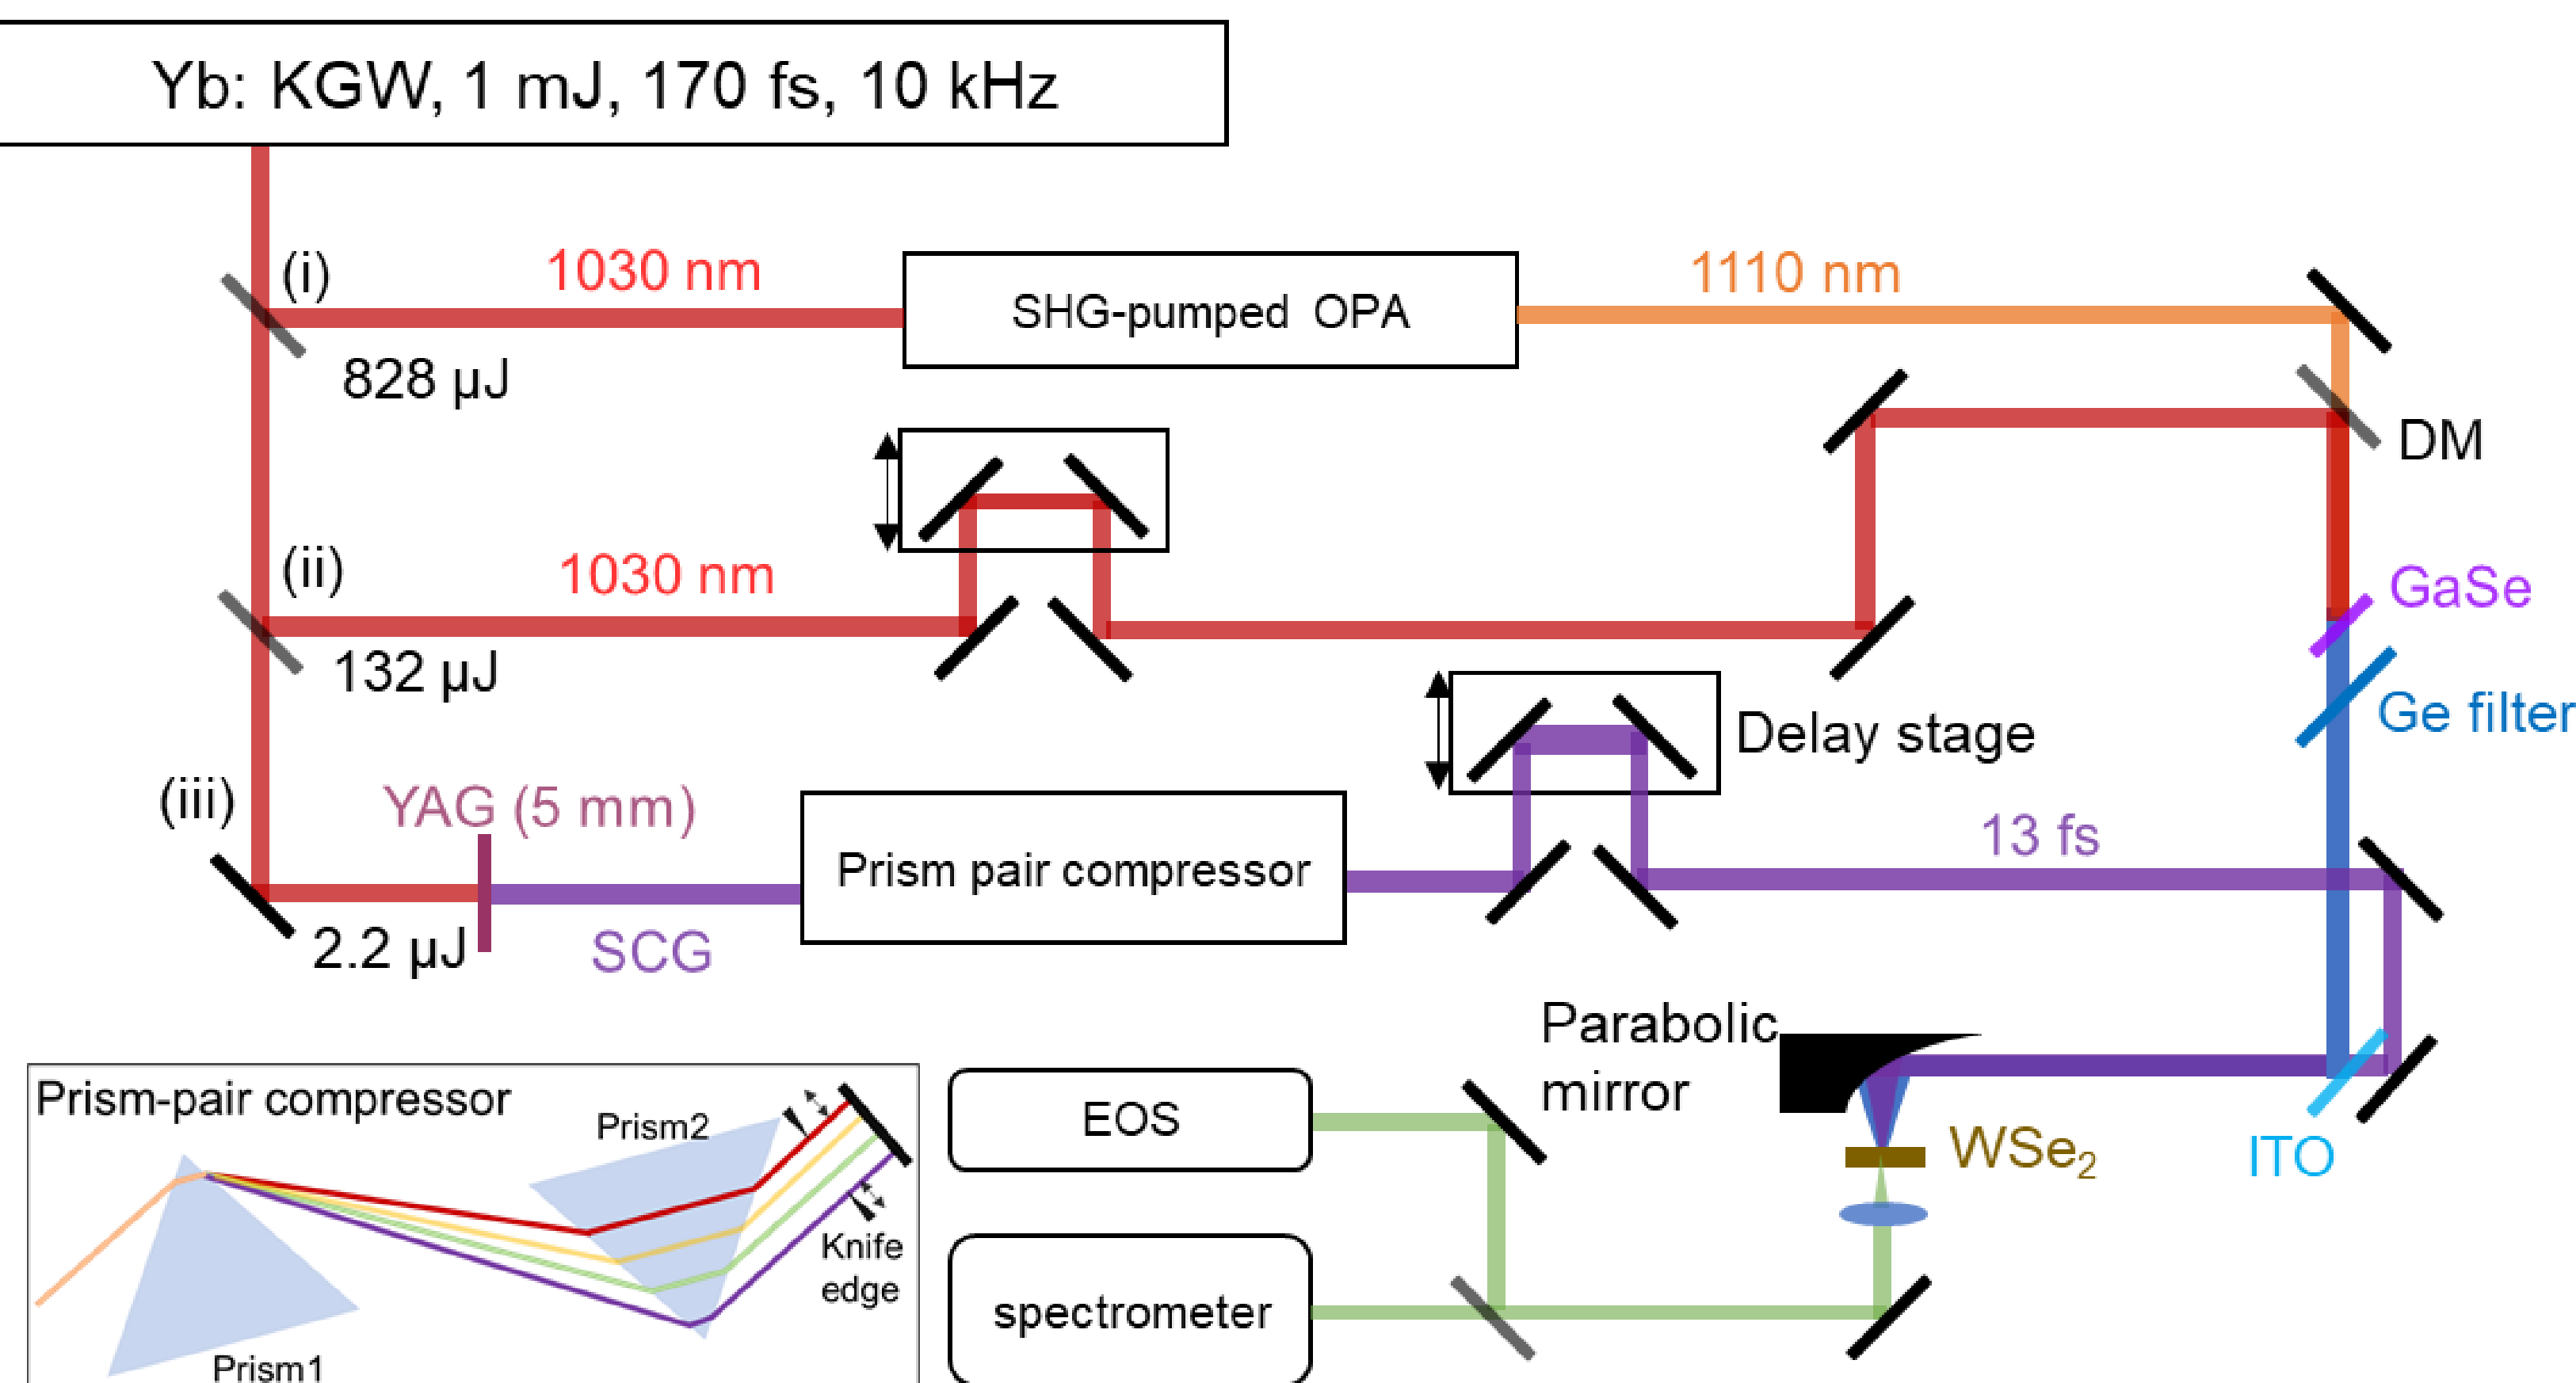 Yb: KGW, 1 mJ, 170 fs, 10 kHz
(i)
1030 nm
SHG-pumped OPA
1110 nm
828 µJ
DM
(ii)
1030 nm
GaSe
132 µJ
Ge filter
Delay stage
(iii)
YAG (5 mm)
Prism pair compressor
13 fs
2.2 µJ
SCG
Parabolic
mirror
WSe₂
ITO
Prism-pair compressor
Prism2
Knife
edge
Prism1
EOS
spectrometer